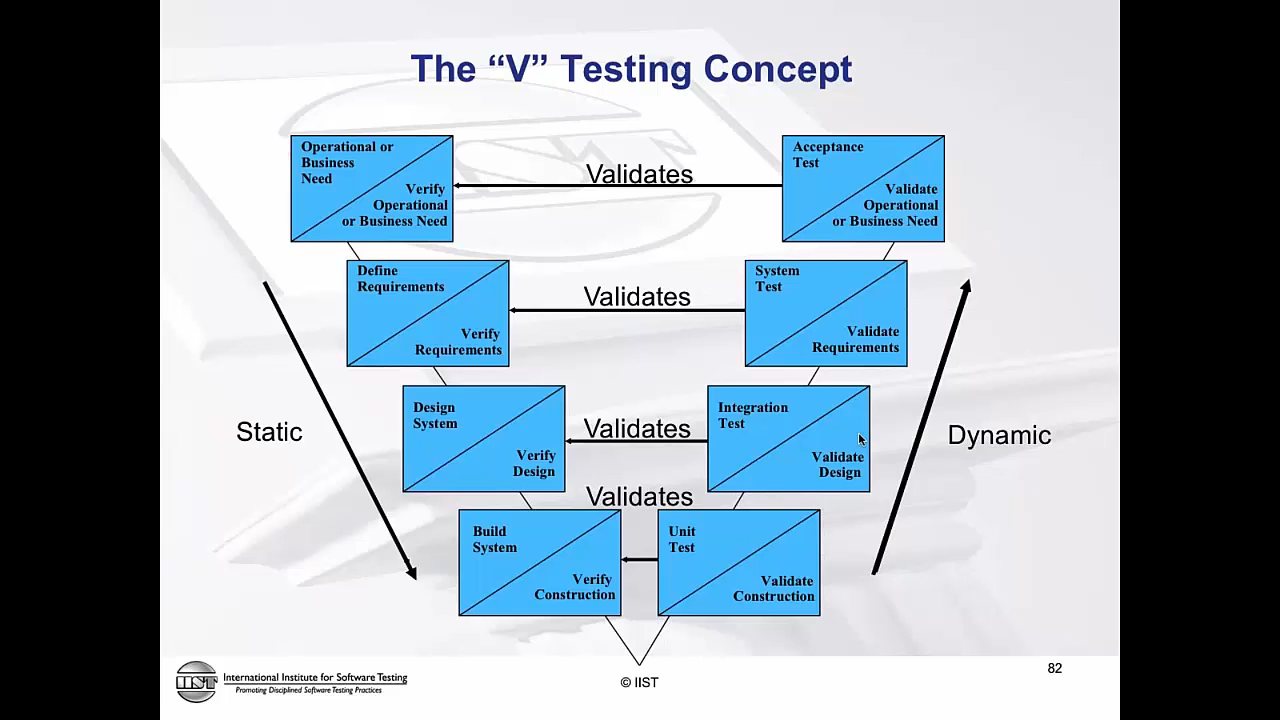 The “V” Testing Concept
Operational or
Business
Need
Verify
Operational
or Business Need
Validates
Acceptance
Test
Validate
Operational
or Business Need
Define
Requirements
Verify
Requirements
Validates
System
Test
Validate
Requirements
Static
Design
System
Verify
Design
Validates
Integration
Test
Validate
Design
Dynamic
Validates
Build
System
Verify
Construction
Unit
Test
Validate
Construction
IIST
International Institute for Software Testing
Promoting Disciplined Software Testing Practices
© IIST
82